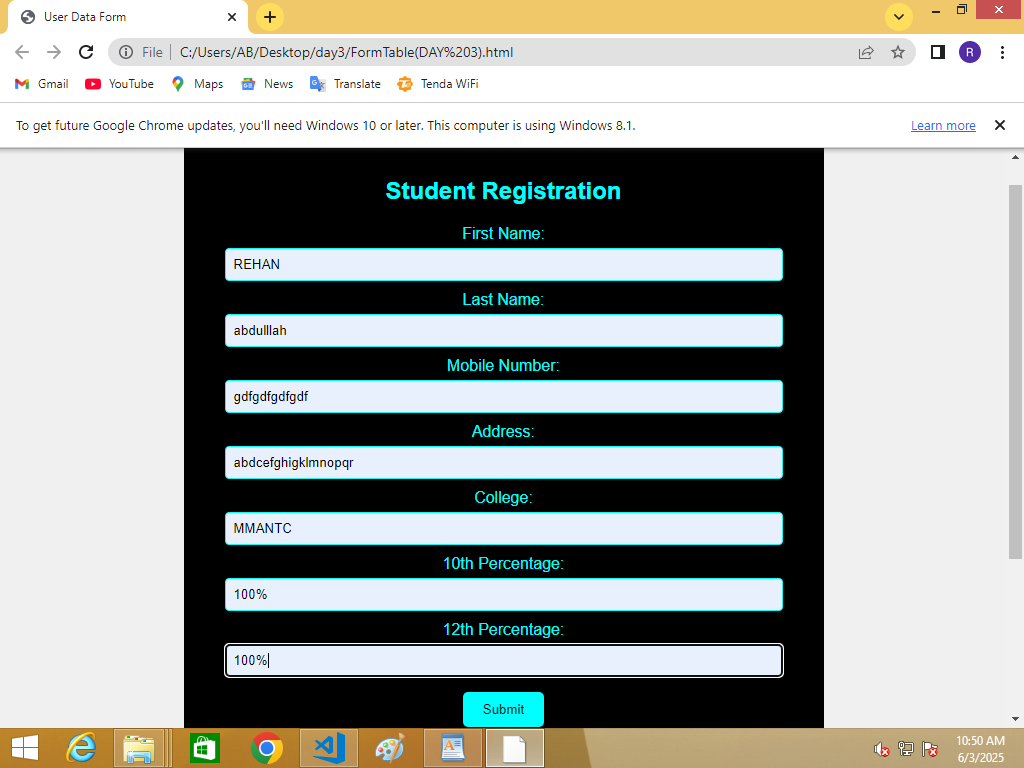 User Data Form
File
C:/Users/AB/Desktop/day3/FormTable(DAY%203).html
R
Gmail YouTube Maps News Translate Tenda WiFi
To get future Google Chrome updates, you'll need Windows 10 or later. This computer is using Windows 8.1. Learn more
Student Registration
First Name:
REHAN
Last Name:
abdulllah
Mobile Number:
gdfgdfgdfgdf
Address:
abdcefghigklmnopqr
College:
MMANTC
10th Percentage:
100%
12th Percentage:
100%
Submit
10:50 AM
6/3/2025